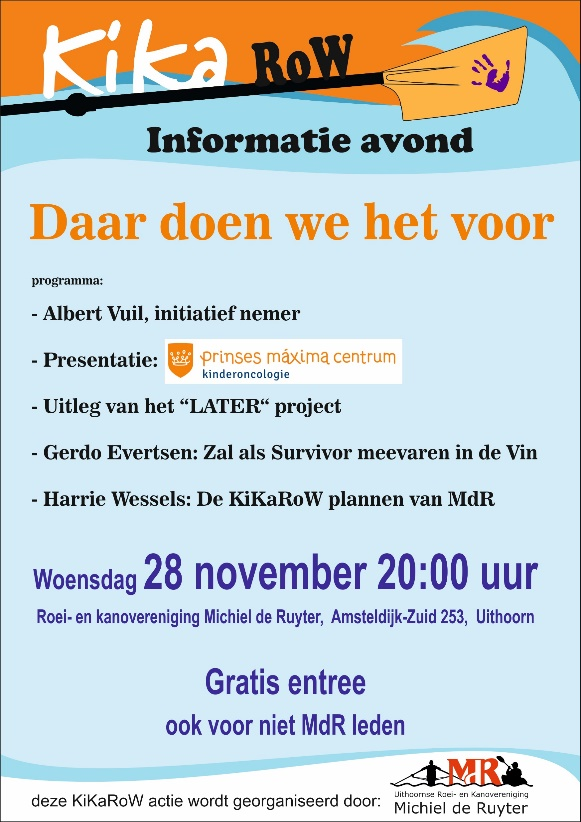 KiKa RoW
Informatie avond
Daar doen we het voor
programma:
- Albert Vuil, initiatief nemer
- Presentatie: prinses máxima centrum
kinderoncologie
- Uitleg van het “LATER“ project
- Gerdo Evertsen: Zal als Survivor meevaren in de Vin
- Harrie Wessels: De KiKaRoW plannen van MdR
Woensdag 28 november 20:00 uur
Roei- en kanovereniging Michiel de Ruyter, Amsteldijk-Zuid 253, Uithoorn
Gratis entree
ook voor niet MdR leden
deze KiKaRoW actie wordt georganiseerd door:
MdR
Uithoornse Roei- en Kanovereniging
Michiel de Ruyter